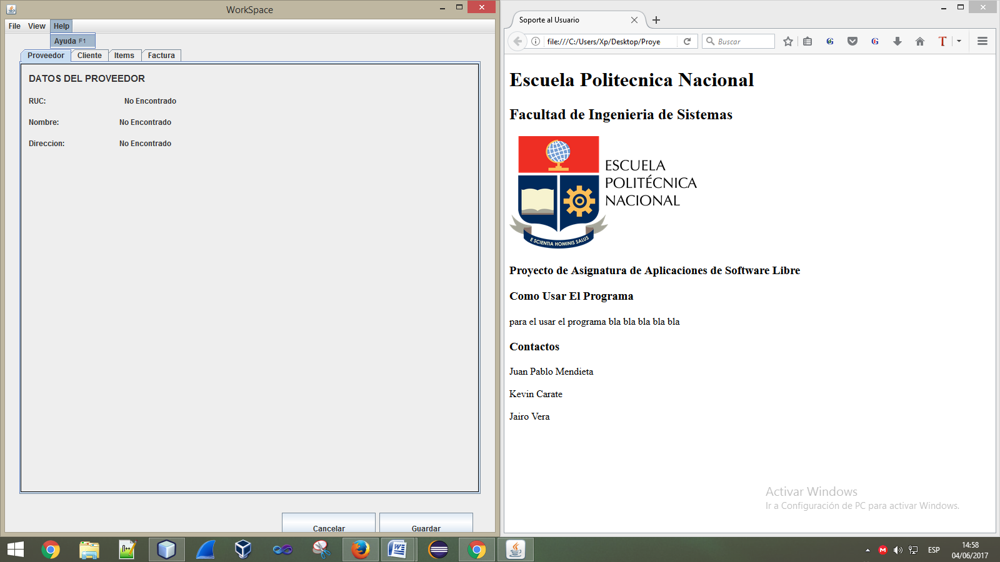 WorkSpace
File View Help
Ayuda F1
Proveedor Cliente Items Factura
DATOS DEL PROVEEDOR
RUC: No Encontrado
Nombre: No Encontrado
Direccion: No Encontrado
Cancelar Guardar
Soporte al Usuario
file:///C:/Users/Xp/Desktop/Proye
Buscar
Escuela Politecnica Nacional
Facultad de Ingenieria de Sistemas
ESCUELA
POLITÉCNICA
NACIONAL
E SCIENTIA HOMINIS SALUS
Proyecto de Asignatura de Aplicaciones de Software Libre
Como Usar El Programa
para el usar el programa bla bla bla bla bla
Contactos
Juan Pablo Mendieta
Kevin Carate
Jairo Vera
Activar Windows
Ir a Configuración de PC para activar Windows.
ESP
14:58
04/06/2017